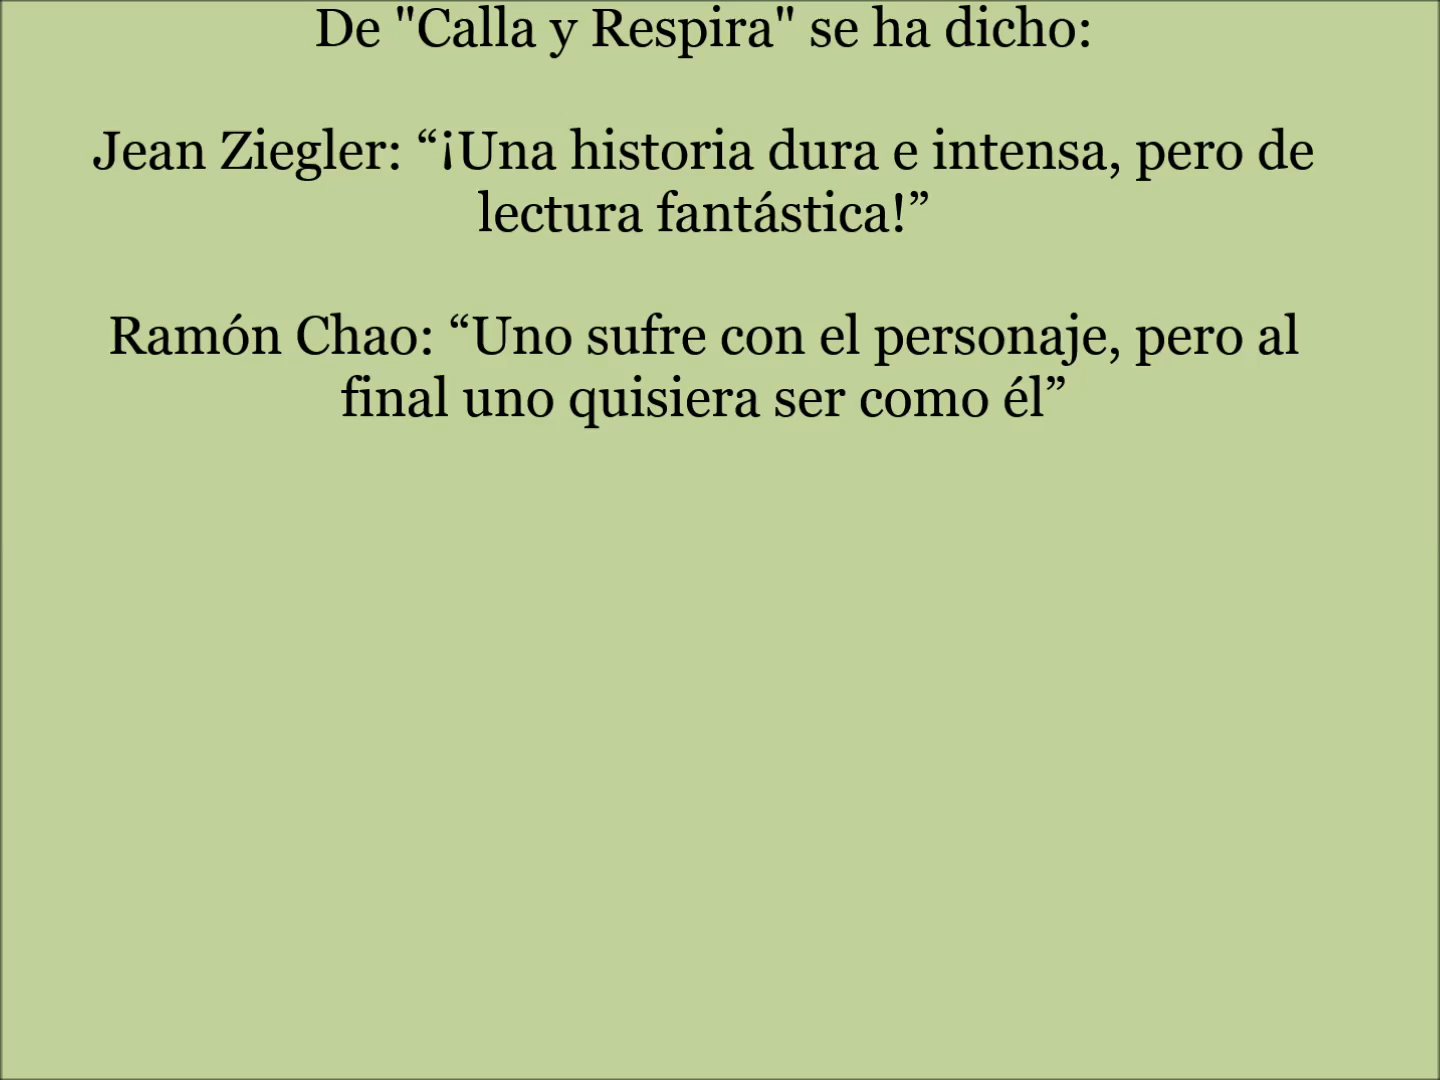 De "Calla y Respira" se ha dicho:
Jean Ziegler: “¡Una historia dura e intensa, pero de
lectura fantástica!”
Ramón Chao: “Uno sufre con el personaje, pero al
final uno quisiera ser como él”